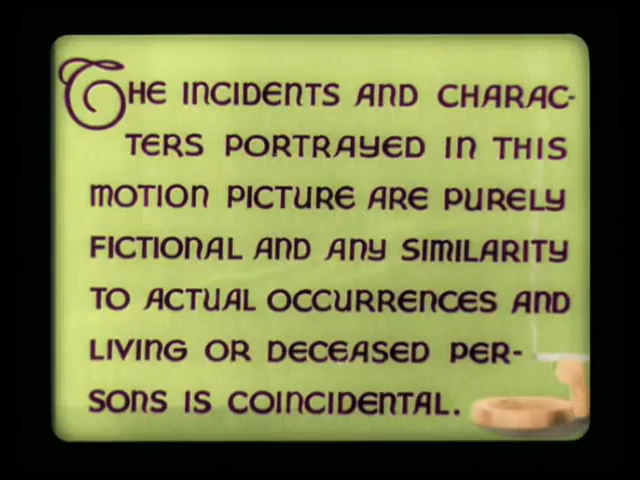 THE INCIDENTS AND CHARAC-
TERS PORTRAYED IN THIS
MOTION PICTURE ARE PURELY
FICTIONAL AND ANY SIMILARITY
TO ACTUAL OCCURRENCES AND
LIVING OR DECEASED PER-
SONS IS COINCIDENTAL.